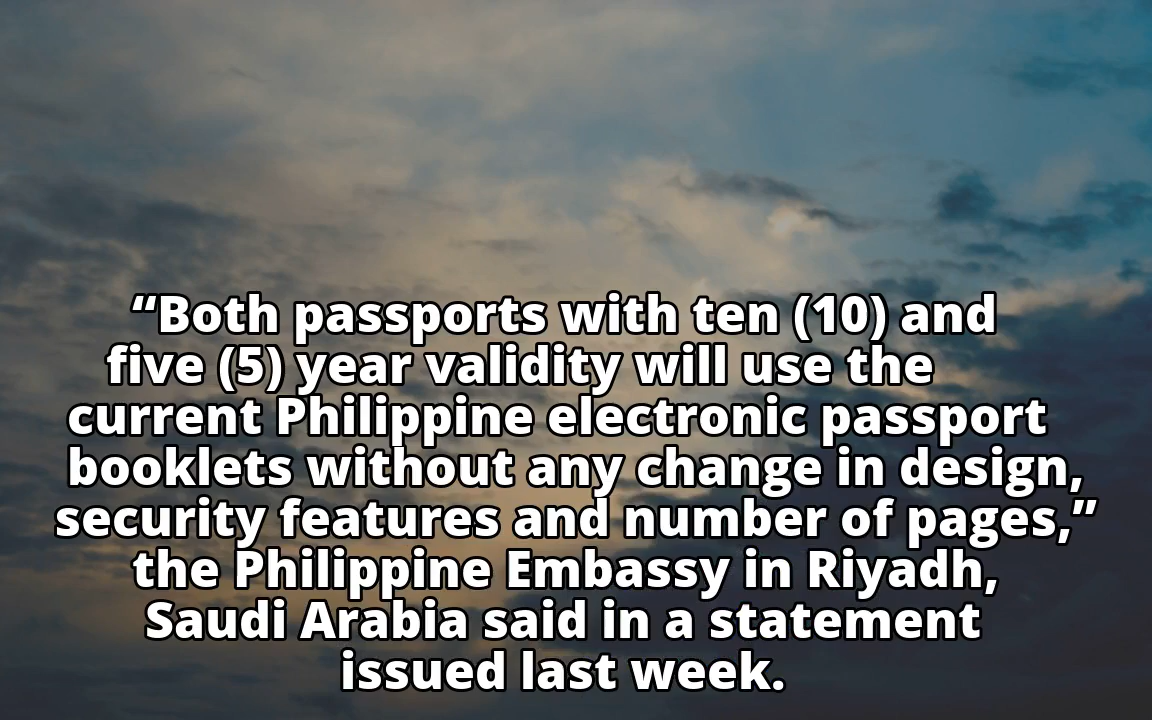 “Both passports with ten (10) and
five (5) year validity will use the
current Philippine electronic passport
booklets without any change in design,
security features and number of pages,”
the Philippine Embassy in Riyadh,
Saudi Arabia said in a statement
issued last week.